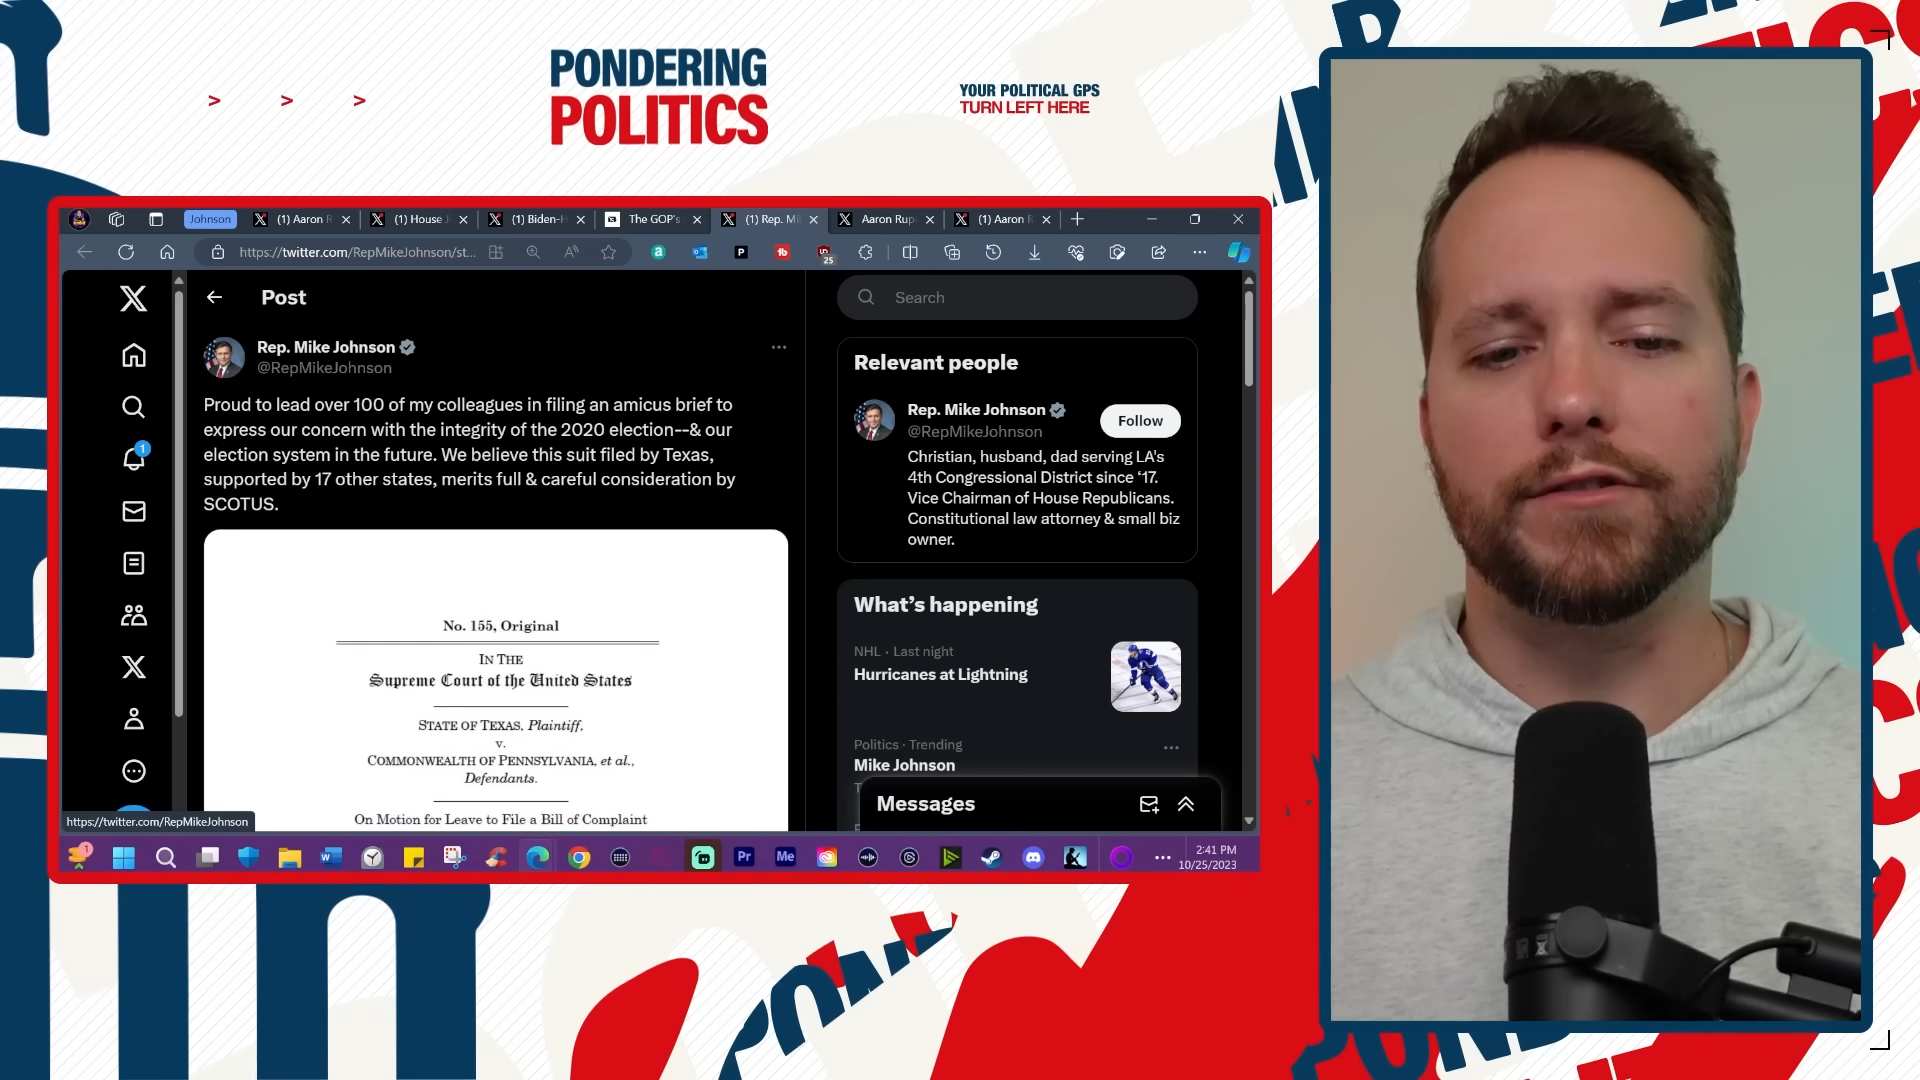 PONDERING
POLITICS
YOUR POLITICAL GPS
TURN LEFT HERE
> > >
Johnson
(1) Aaron R
(1) House J
(1) Biden-H
The GOP's
(1) Rep. Mi
Aaron Rup
(1) Aaron R
https://twitter.com/RepMikeJohnson/st...
25
Post
Rep. Mike Johnson
@RepMikeJohnson
Proud to lead over 100 of my colleagues in filing an amicus brief to
express our concern with the integrity of the 2020 election--& our
election system in the future. We believe this suit filed by Texas,
supported by 17 other states, merits full & careful consideration by
SCOTUS.
No. 155, Original
IN THE
Supreme Court of the United States
STATE OF TEXAS, Plaintiff,
v.
COMMONWEALTH OF PENNSYLVANIA, et al.,
Defendants.
On Motion for Leave to File a Bill of Complaint
Search
Relevant people
Rep. Mike Johnson
@RepMikeJohnson
Follow
Christian, husband, dad serving LA's
4th Congressional District since ‘17.
Vice Chairman of House Republicans.
Constitutional law attorney & small biz
owner.
What’s happening
NHL · Last night
Hurricanes at Lightning
Politics · Trending
Mike Johnson
Messages
1
https://twitter.com/RepMikeJohnson
1
Pr
Me
2:41 PM
10/25/2023